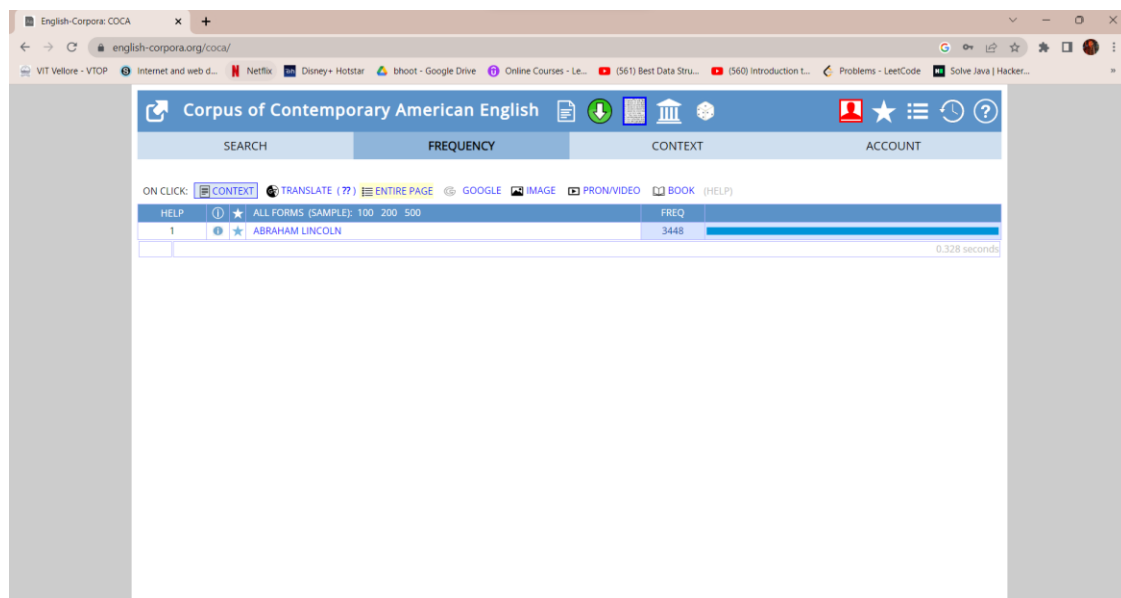 English-Corpora: COCA
english-corpora.org/coca/
VIT Vellore - VTOP Internet and web d... Netflix Disney+ Hotstar bhoot - Google Drive Online Courses - Le... (561) Best Data Stru... (560) Introduction t... Problems - LeetCode Solve Java | Hacker... »
Corpus of Contemporary American English
SEARCH FREQUENCY CONTEXT ACCOUNT
ON CLICK: CONTEXT TRANSLATE (??) ENTIRE PAGE GOOGLE IMAGE PRON/VIDEO BOOK (HELP)
HELP ALL FORMS (SAMPLE): 100 200 500 FREQ
1 ABRAHAM LINCOLN 3448
0.328 seconds